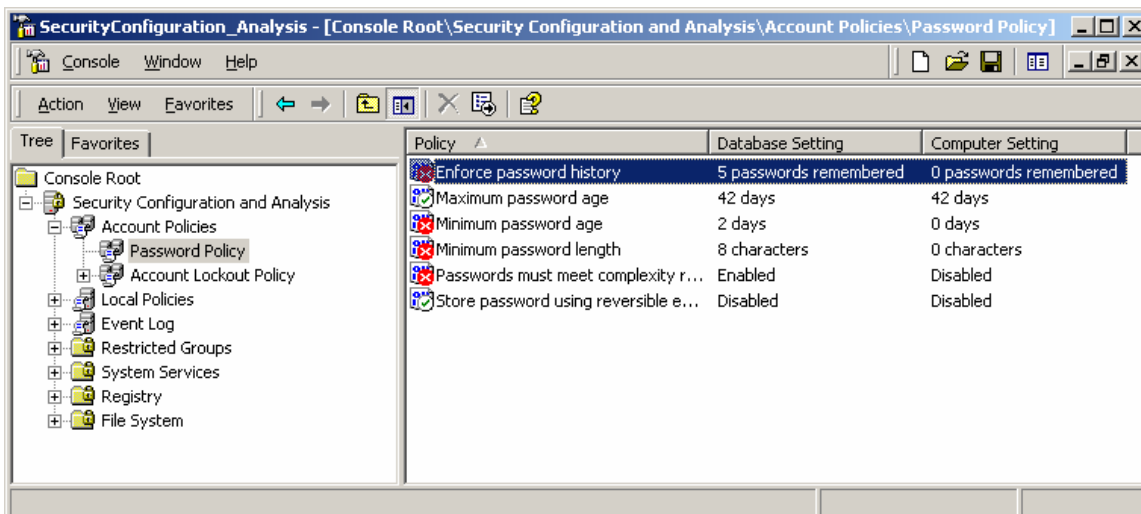 SecurityConfiguration_Analysis - [Console Root\Security Configuration and Analysis\Account Policies\Password Policy]
Console Window Help
Action View Favorites
Tree Favorites
Policy Database Setting Computer Setting
Console Root
Security Configuration and Analysis
Account Policies
Password Policy
Account Lockout Policy
Local Policies
Event Log
Restricted Groups
System Services
Registry
File System
Enforce password history 5 passwords remembered 0 passwords remembered
Maximum password age 42 days 42 days
Minimum password age 2 days 0 days
Minimum password length 8 characters 0 characters
Passwords must meet complexity r... Enabled Disabled
Store password using reversible e... Disabled Disabled